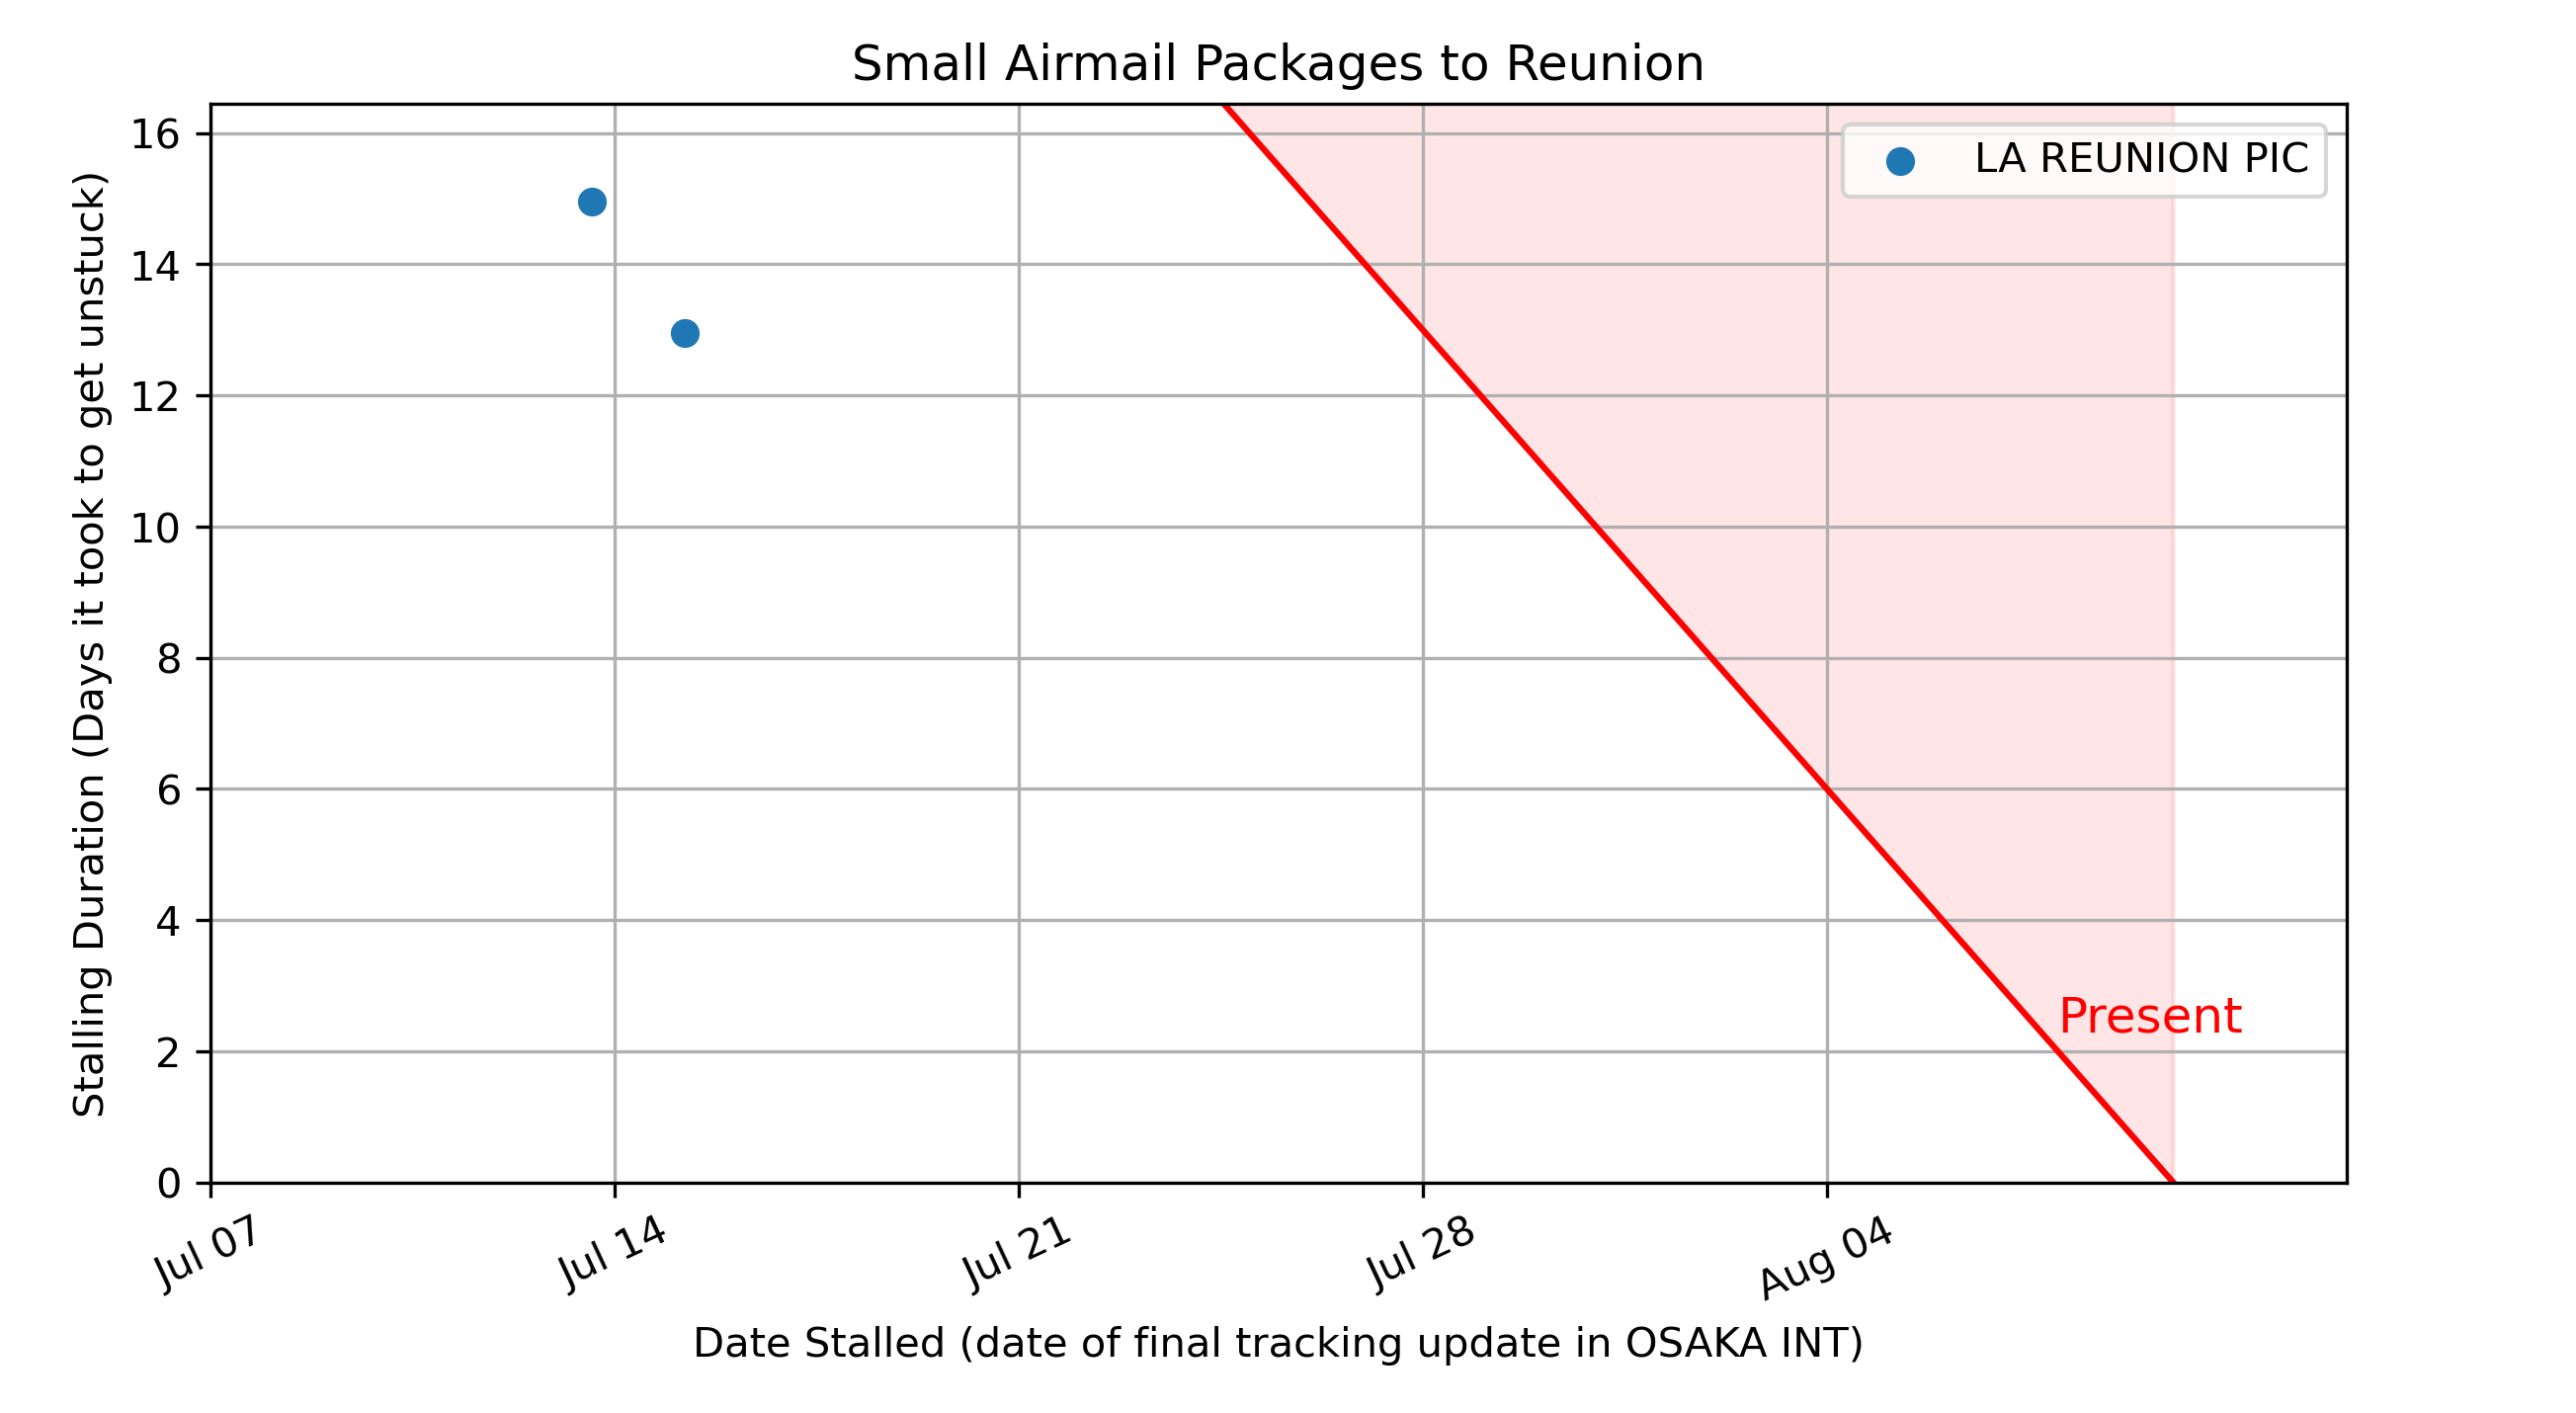 Small Airmail Packages to Reunion
LA REUNION PIC
Stalling Duration (Days it took to get unstuck)
16
14
12
10
8
6
4
2
0
Present
Jul 07
Jul 14
Jul 21
Jul 28
Aug 04
Date Stalled (date of final tracking update in OSAKA INT)